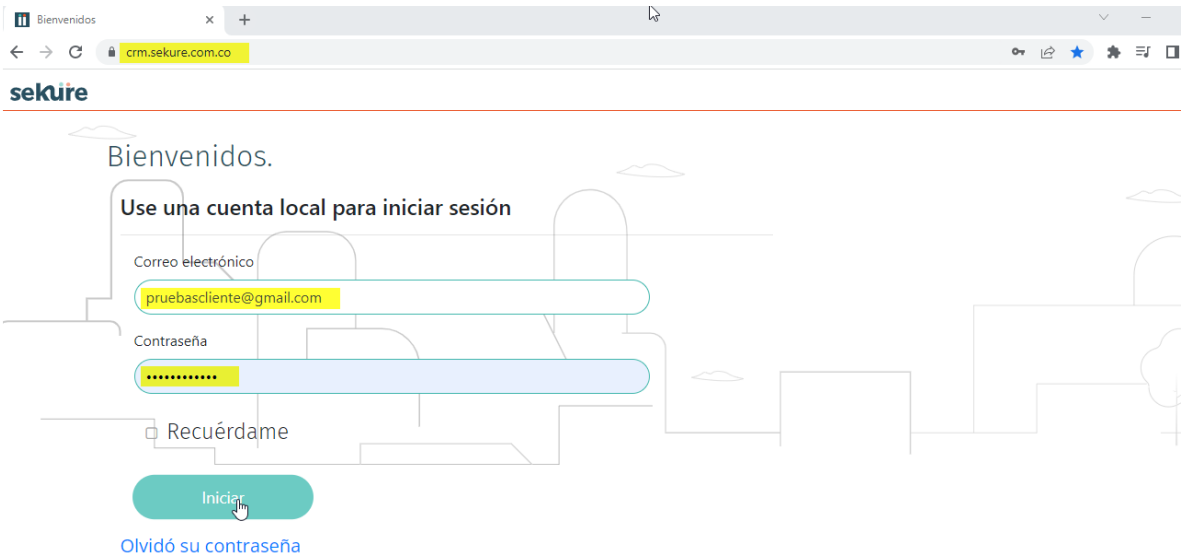 Bienvenidos
crm.sekure.com.co
sekure
Bienvenidos.
Use una cuenta local para iniciar sesión
Correo electrónico
pruebascliente@gmail.com
Contraseña
••••••••••••
Recuérdame
Iniciar
Olvidó su contraseña